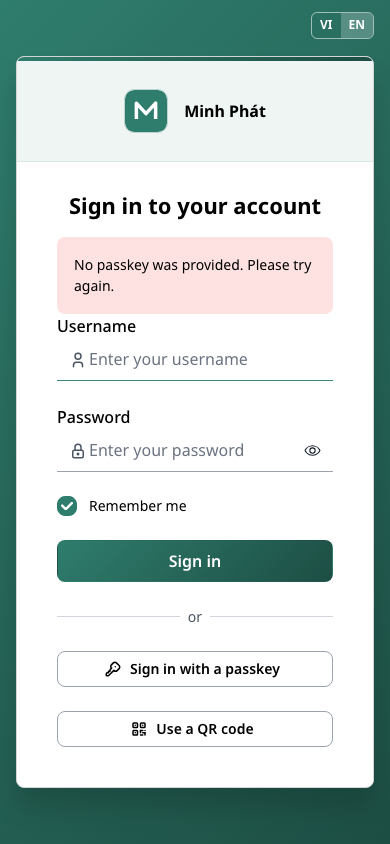 VI EN
Minh Phát
Sign in to your account
No passkey was provided. Please try
again.
Username
Enter your username
Password
Enter your password
Remember me
Sign in
or
Sign in with a passkey
Use a QR code